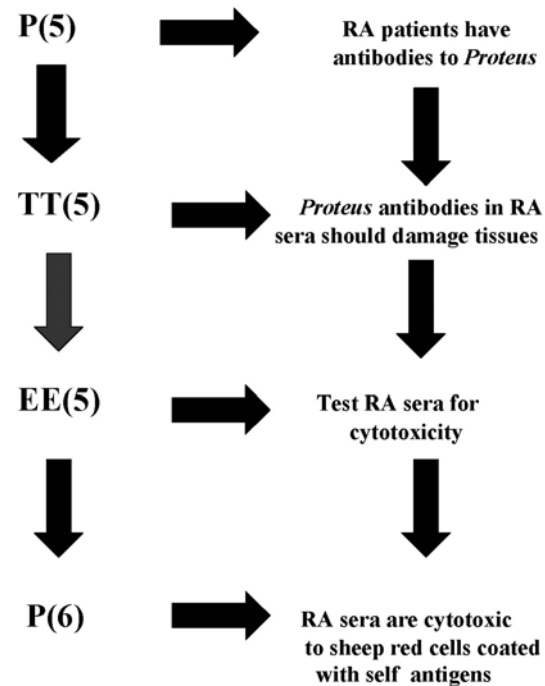 P(5)
RA patients have
antibodies to Proteus
TT(5)
Proteus antibodies in RA
sera should damage tissues
EE(5)
Test RA sera for
cytotoxicity
P(6)
RA sera are cytotoxic
to sheep red cells coated
with self antigens